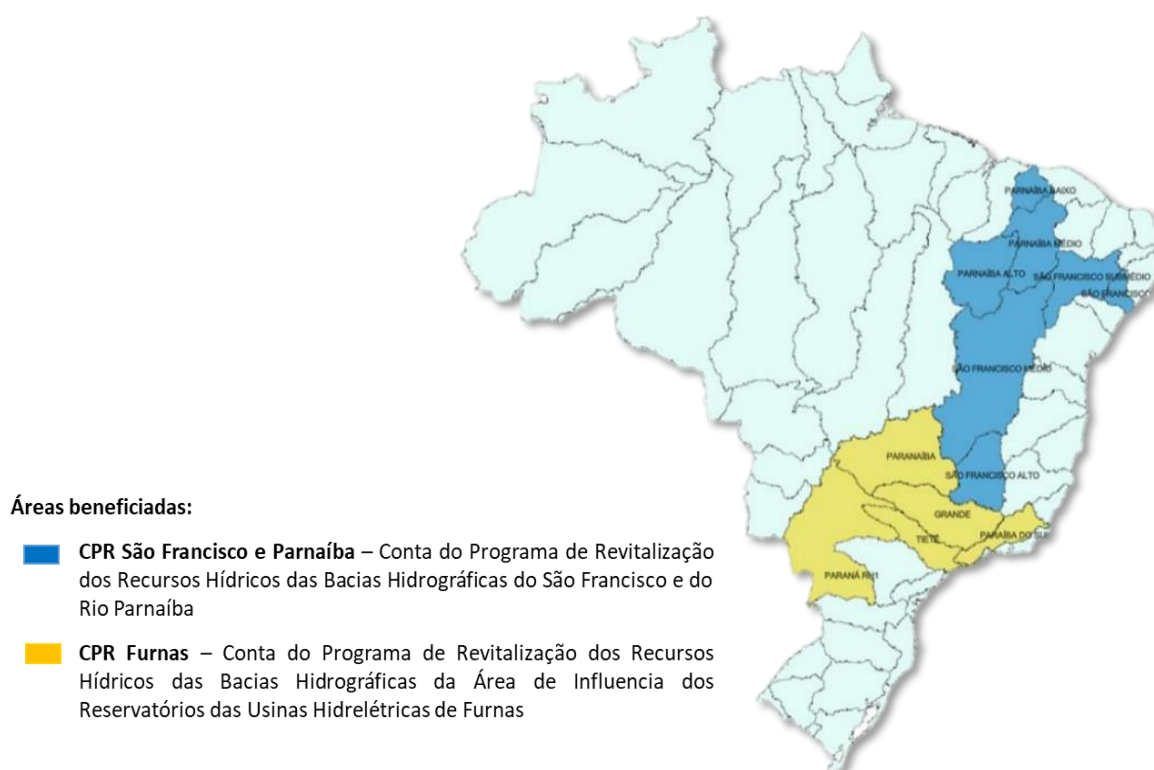 PARNAÍBA BAIXO
PARNAÍBA MÉDIO
PARNAÍBA ALTO
SÃO FRANCISCO SUBMÉDIO
SÃO FRANCISCO
SÃO FRANCISCO MÉDIO
PARANAÍBA
SÃO FRANCISCO ALTO
GRANDE
TIETÊ
PARAÍBA DO SUL
PARANÁ RH1
Áreas beneficiadas:
CPR São Francisco e Parnaíba – Conta do Programa de Revitalização
dos Recursos Hídricos das Bacias Hidrográficas do São Francisco e do
Rio Parnaíba
CPR Furnas – Conta do Programa de Revitalização dos Recursos
Hídricos das Bacias Hidrográficas da Área de Influencia dos
Reservatórios das Usinas Hidrelétricas de Furnas